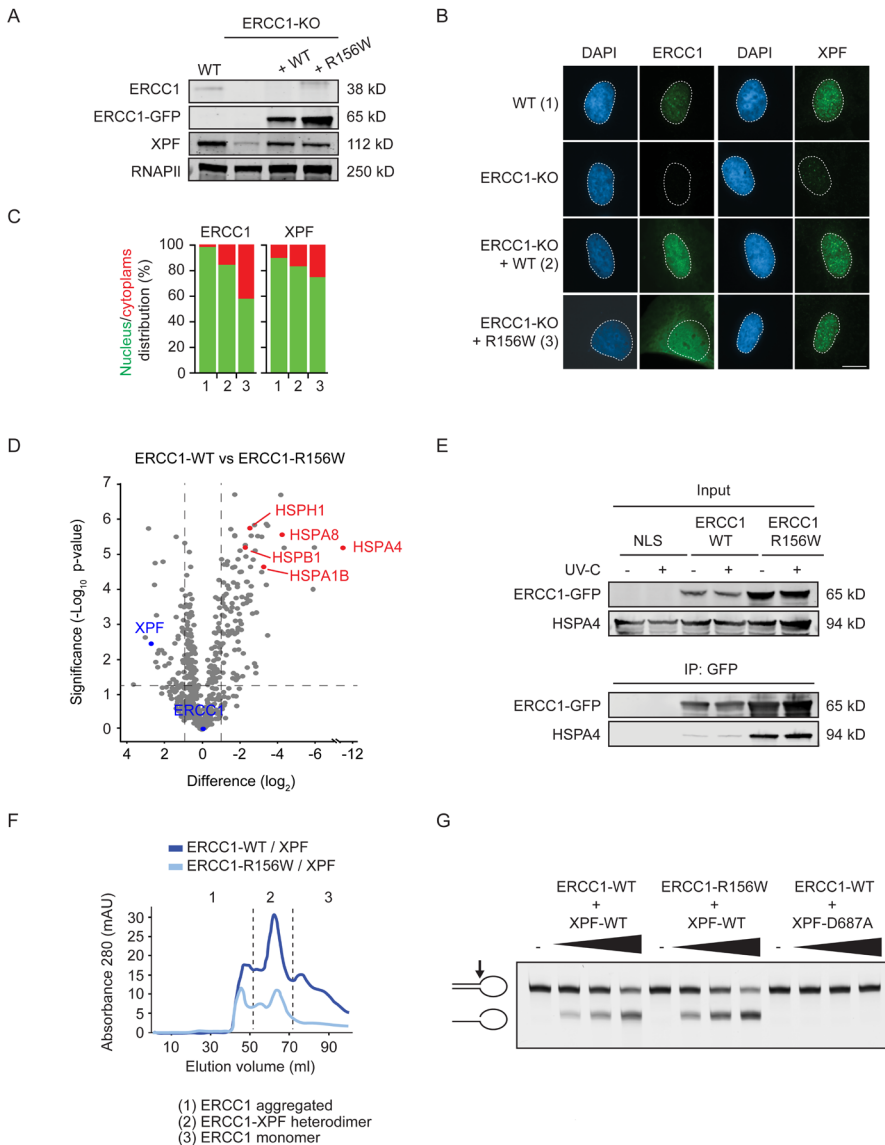 A
ERCC1-KO
WT
+ WT
+ R156W
ERCC1
38 kD
ERCC1-GFP
65 kD
XPF
112 kD
RNAPII
250 kD
B
DAPI ERCC1 DAPI XPF
WT (1)
ERCC1-KO
ERCC1-KO
+ WT (2)
ERCC1-KO
+ R156W (3)
C
ERCC1 XPF
Nucleus/cytoplams
distribution (%)
100
80
60
40
20
0
1 2 3 1 2 3
D
ERCC1-WT vs ERCC1-R156W
Significance (-Log10 p-value)
7
6
5
4
3
2
1
0
HSPH1
HSPA8
HSPA4
HSPB1
HSPA1B
XPF
ERCC1
4 2 0 -2 -4 -6 -12
Difference (log2)
E
Input
NLS
ERCC1
WT
ERCC1
R156W
UV-C - + - + - +
ERCC1-GFP 65 kD
HSPA4 94 kD
IP: GFP
ERCC1-GFP 65 kD
HSPA4 94 kD
F
ERCC1-WT / XPF
ERCC1-R156W / XPF
1 2 3
Absorbance 280 (mAU)
30
25
20
15
10
5
0
10 30 50 70 90
Elution volume (ml)
(1) ERCC1 aggregated
(2) ERCC1-XPF heterodimer
(3) ERCC1 monomer
G
ERCC1-WT
+
XPF-WT
ERCC1-R156W
+
XPF-WT
ERCC1-WT
+
XPF-D687A
- - -